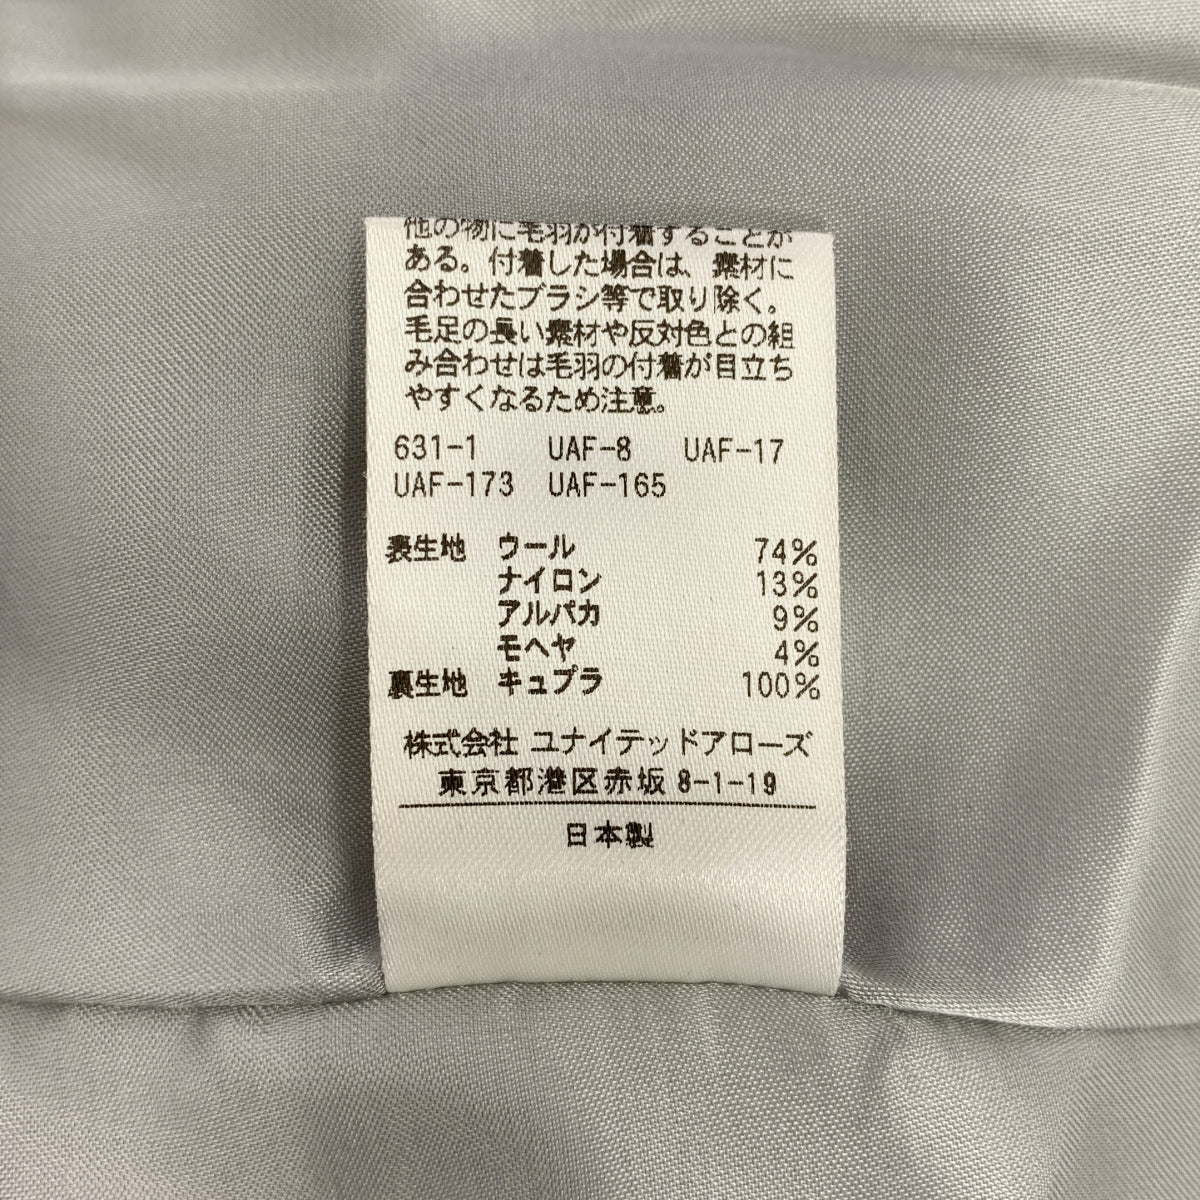 他の物に毛羽が付着することが
ある。付着した場合は、素材に
合わせたブラシ等で取り除く。
毛足の長い素材や反対色との組
み合わせは毛羽の付着が目立ち
やすくなるため注意。
631-1 UAF-8 UAF-17
UAF-173 UAF-165
表生地 ウール 74%
ナイロン 13%
アルパカ 9%
モヘヤ 4%
裏生地 キュプラ 100%
株式会社 ユナイテッドアローズ
東京都港区赤坂 8-1-19
日本製